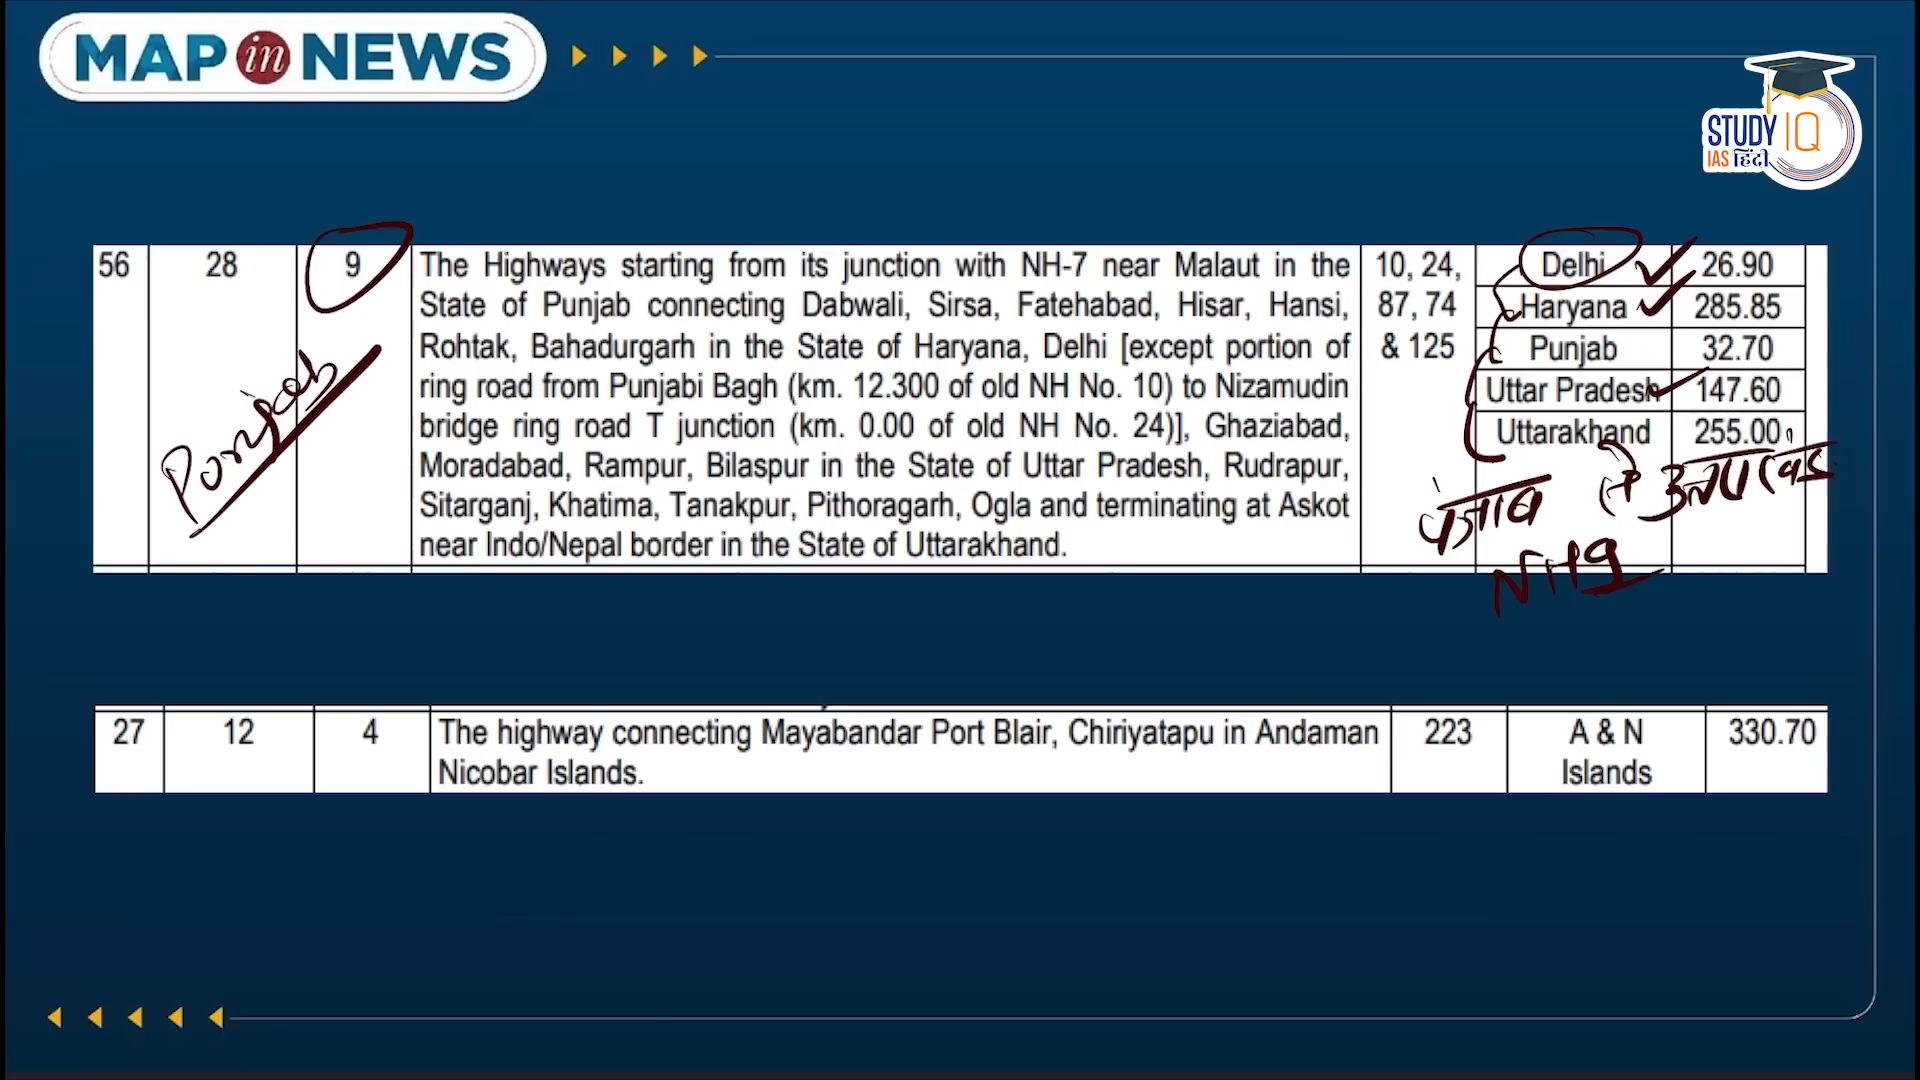 MAP in NEWS
STUDY IQ
IAS हिंदी
56 28 9 The Highways starting from its junction with NH-7 near Malaut in the 10, 24, Delhi 26.90
State of Punjab connecting Dabwali, Sirsa, Fatehabad, Hisar, Hansi, 87, 74 Haryana 285.85
Rohtak, Bahadurgarh in the State of Haryana, Delhi [except portion of & 125 Punjab 32.70
ring road from Punjabi Bagh (km. 12.300 of old NH No. 10) to Nizamudin Uttar Pradesh 147.60
bridge ring road T junction (km. 0.00 of old NH No. 24)], Ghaziabad, Uttarakhand 255.00
Moradabad, Rampur, Bilaspur in the State of Uttar Pradesh, Rudrapur,
Sitarganj, Khatima, Tanakpur, Pithoragarh, Ogla and terminating at Askot
near Indo/Nepal border in the State of Uttarakhand.
Punjab
पंजाब से उत्तराखंड
NH9
27 12 4 The highway connecting Mayabandar Port Blair, Chiriyatapu in Andaman 223 A & N 330.70
Nicobar Islands. Islands